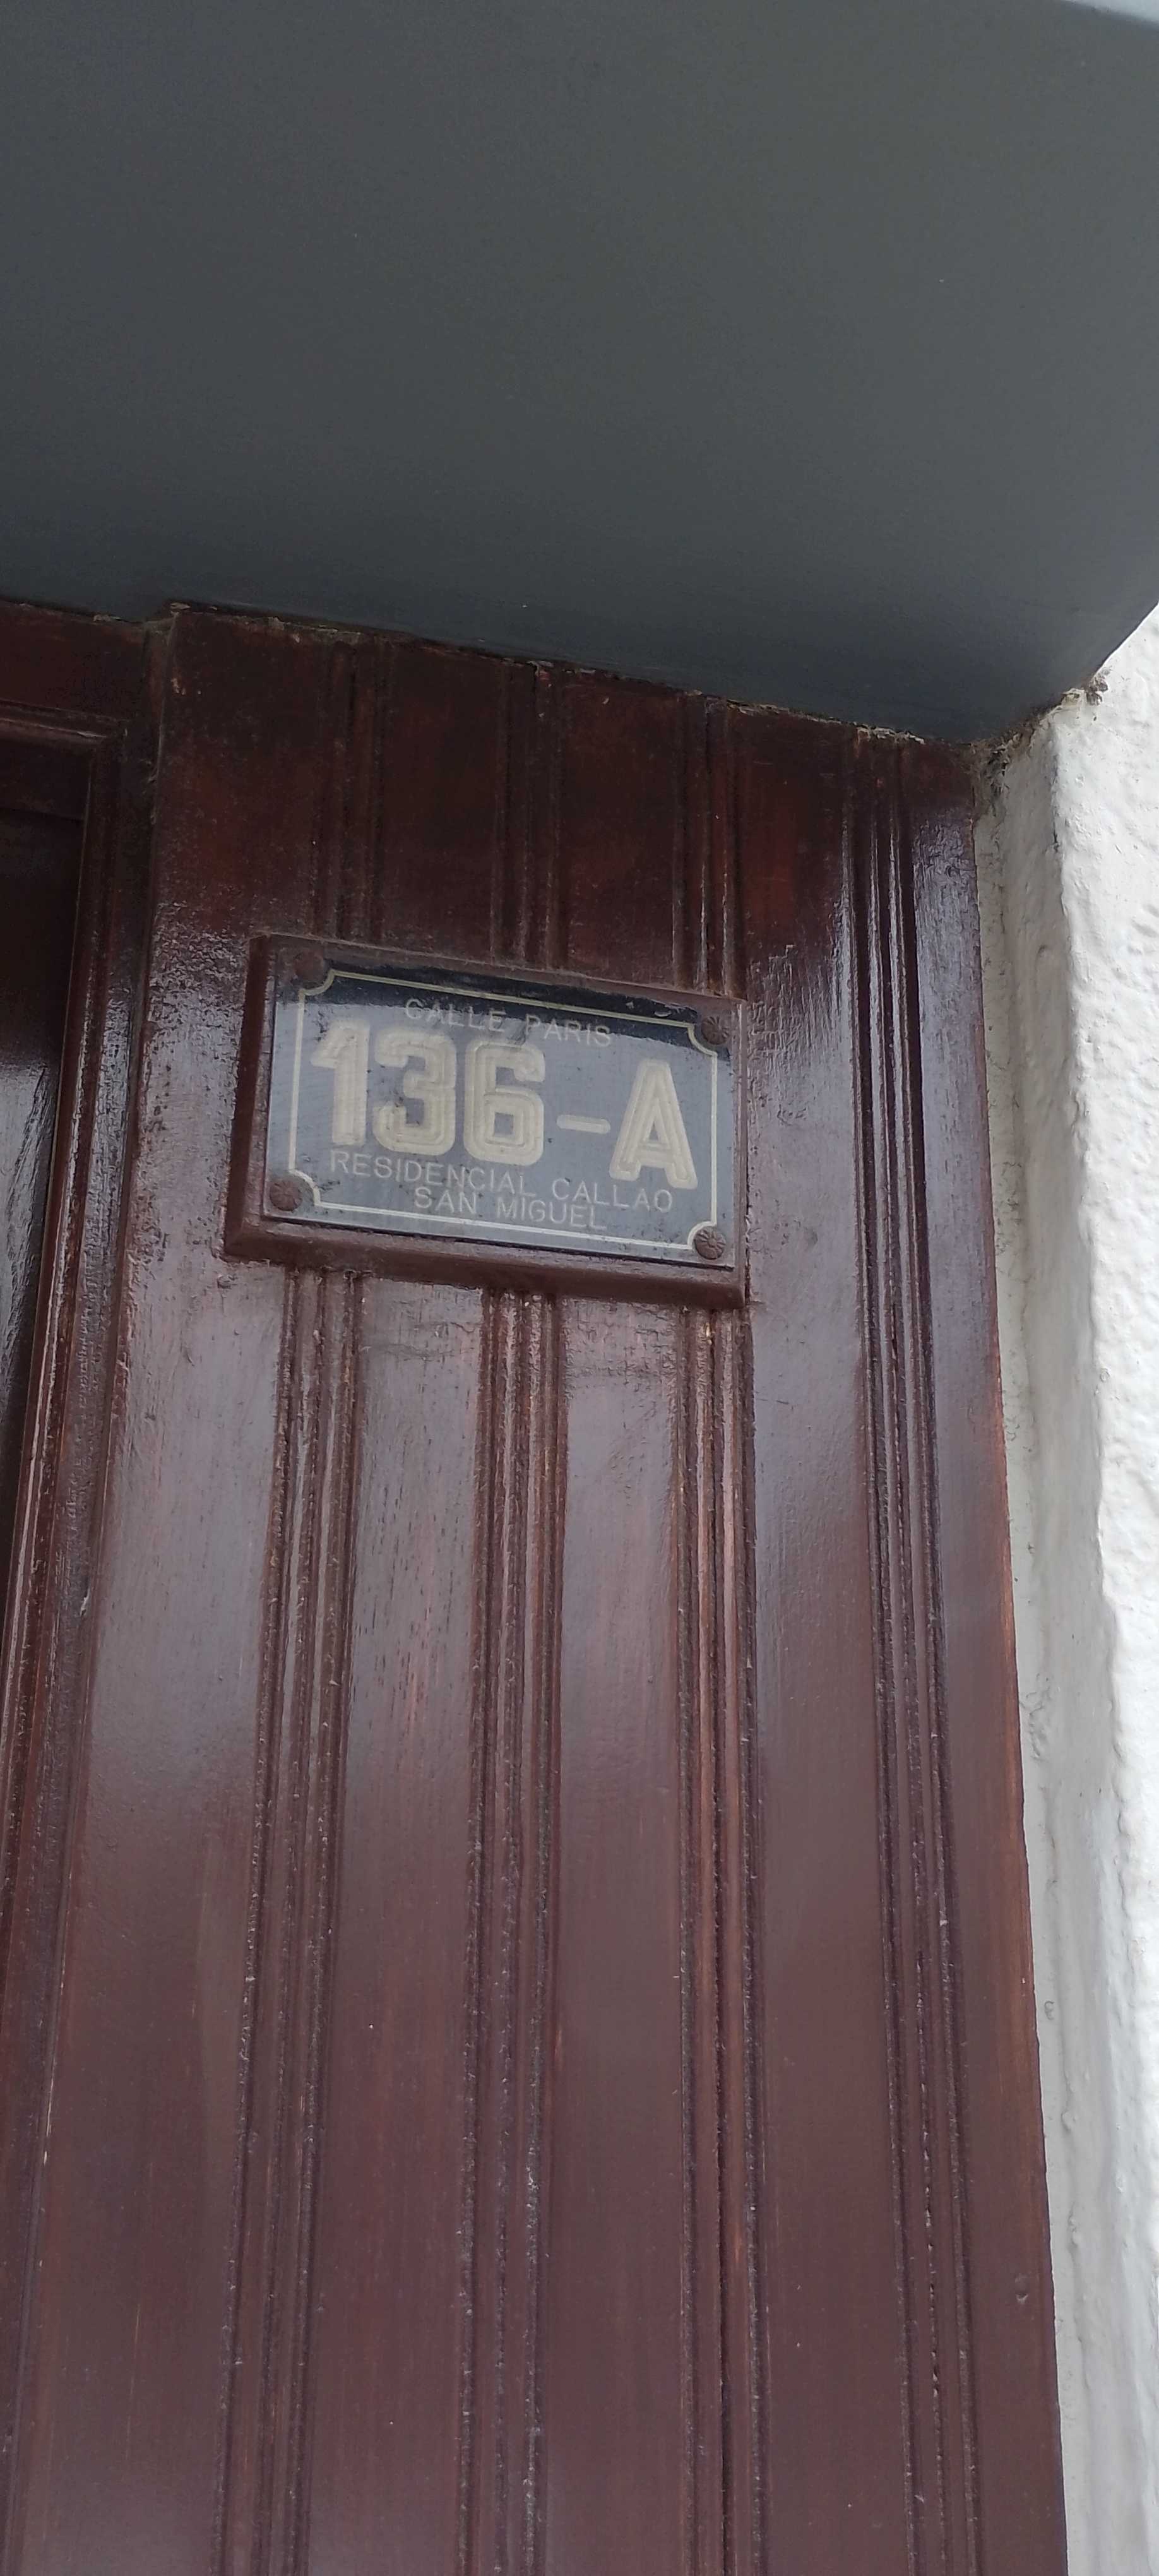 CALLE PARIS
136-A
RESIDENCIAL CALLAO
SAN MIGUEL